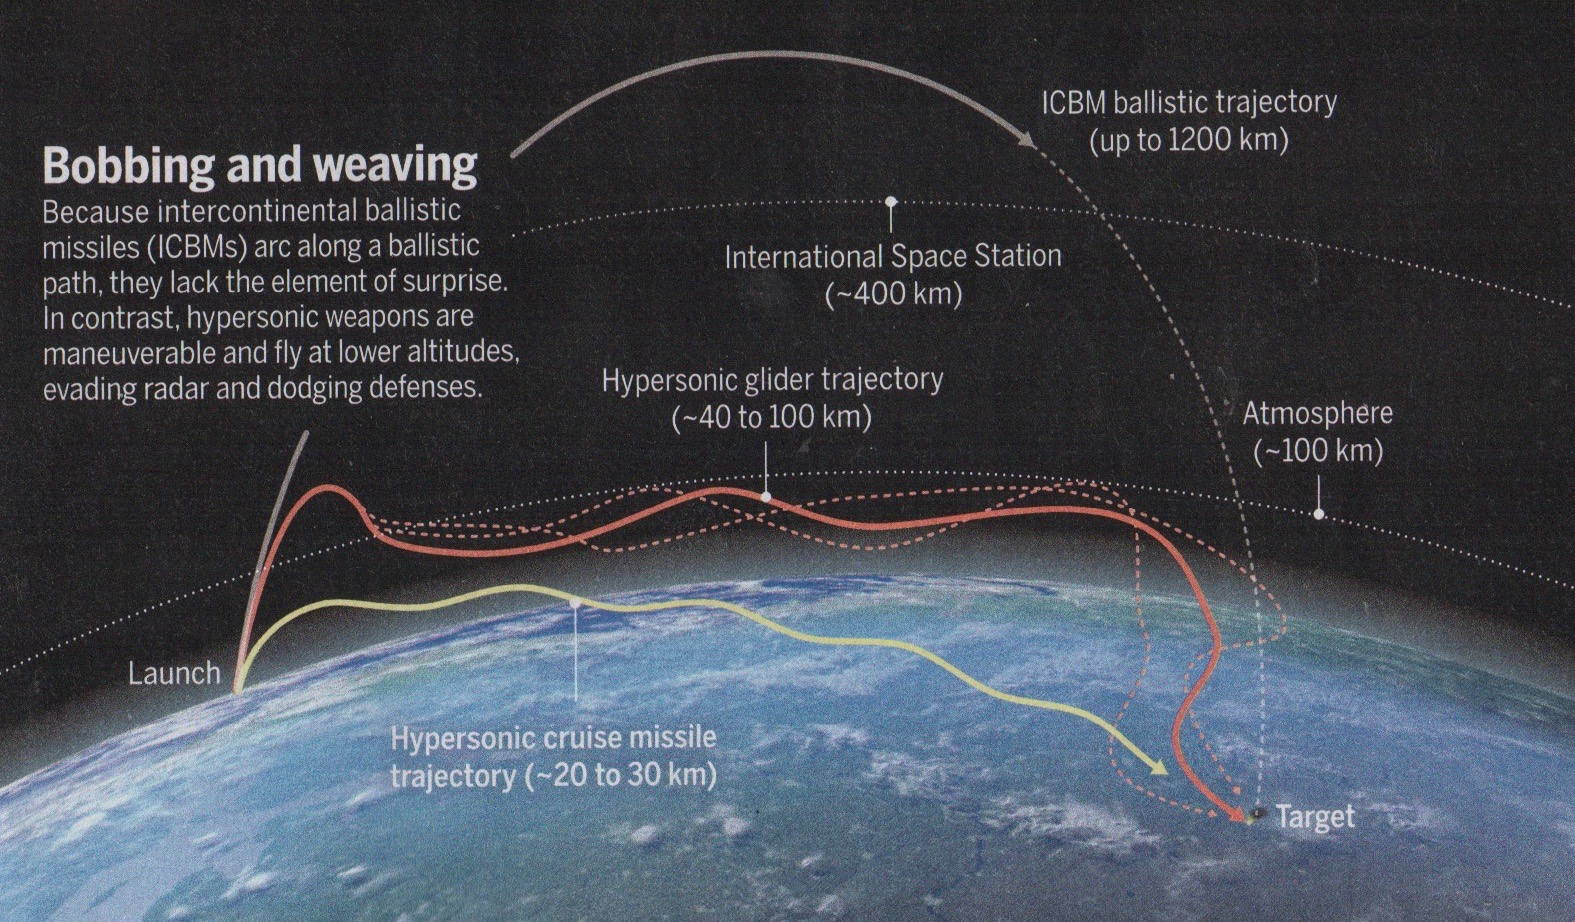 ICBM ballistic trajectory
(up to 1200 km)
Bobbing and weaving
Because intercontinental ballistic
missiles (ICBMs) arc along a ballistic
path, they lack the element of surprise.
In contrast, hypersonic weapons are
maneuverable and fly at lower altitudes,
evading radar and dodging defenses.
International Space Station
(~400 km)
Hypersonic glider trajectory
(~40 to 100 km)
Atmosphere
(~100 km)
Launch
Hypersonic cruise missile
trajectory (~20 to 30 km)
Target